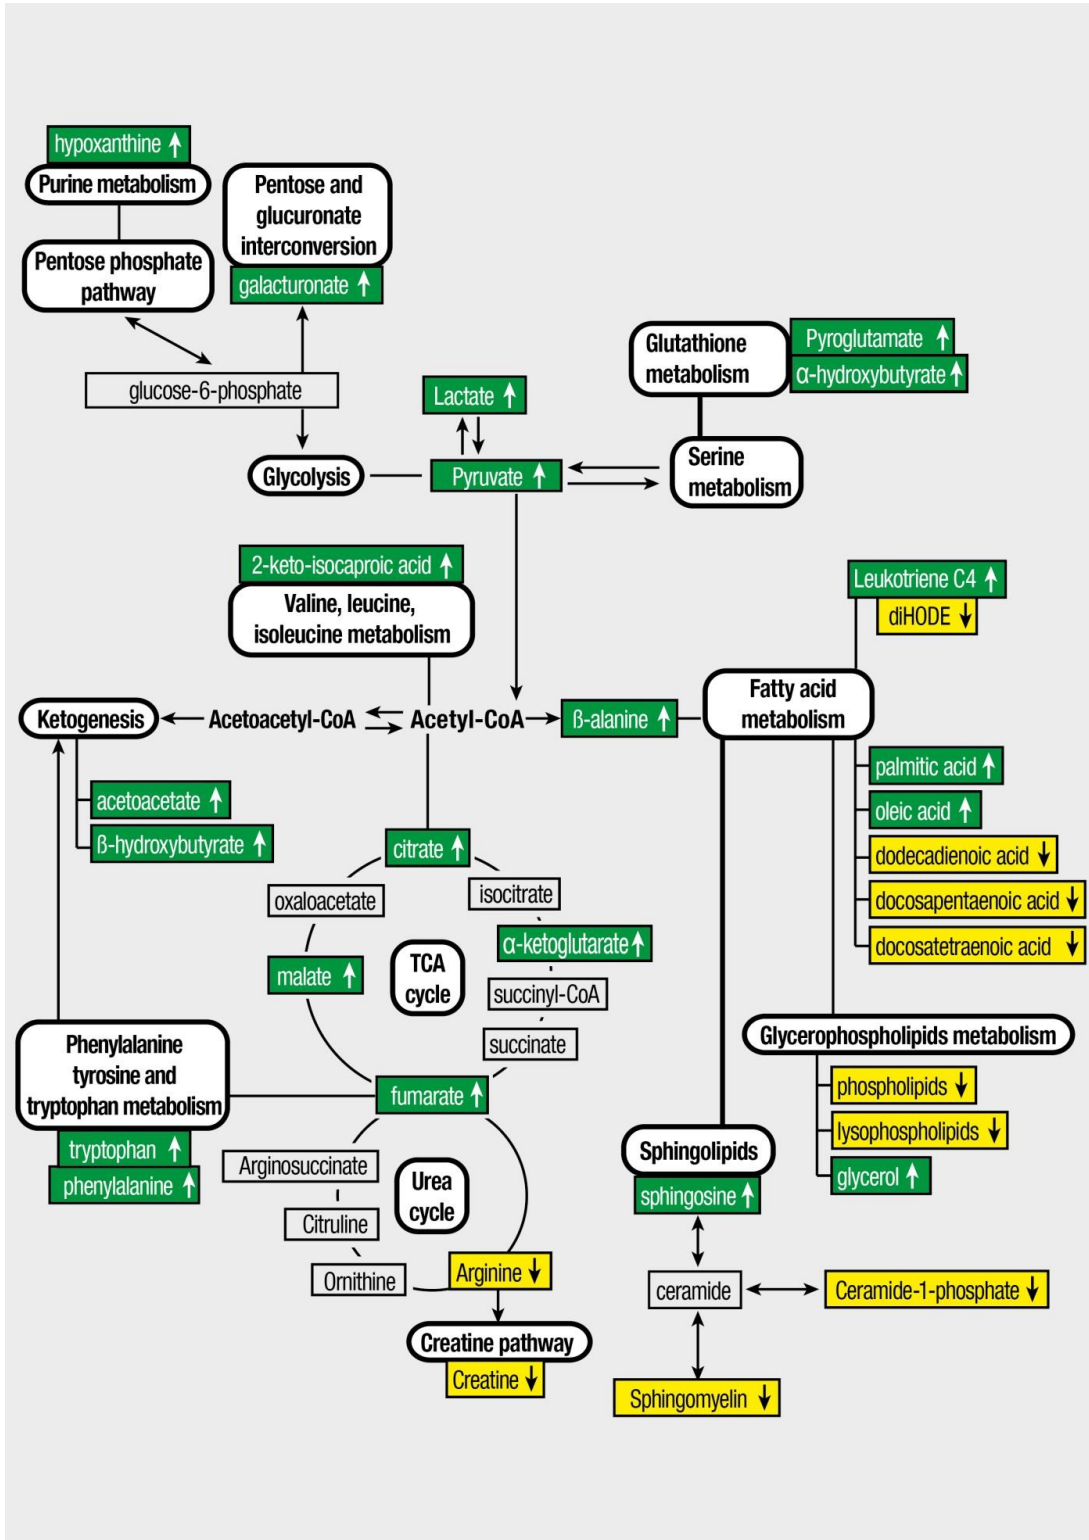 hypoxanthine ↑
Purine metabolism
Pentose and
glucuronate
interconversion
galacturonate ↑
Pentose phosphate
pathway
glucose-6-phosphate
Glutathione
metabolism
Pyroglutamate ↑
α-hydroxybutyrate ↑
Lactate ↑
Glycolysis
Pyruvate ↑
Serine
metabolism
2-keto-isocaproic acid ↑
Valine, leucine,
isoleucine metabolism
Leukotriene C4 ↑
diHODE ↓
Ketogenesis
Acetoacetyl-CoA
Acetyl-CoA
ß-alanine ↑
Fatty acid
metabolism
acetoacetate ↑
ß-hydroxybutyrate ↑
palmitic acid ↑
oleic acid ↑
dodecadienoic acid ↓
docosapentaenoic acid ↓
docosatetraenoic acid ↓
citrate ↑
oxaloacetate
isocitrate
α-ketoglutarate ↑
malate ↑
TCA
cycle
succinyl-CoA
succinate
fumarate ↑
Phenylalanine
tyrosine and
tryptophan metabolism
tryptophan ↑
phenylalanine ↑
Glycerophospholipids metabolism
phospholipids ↓
lysophospholipids ↓
glycerol ↑
Arginosuccinate
Urea
cycle
Citruline
Ornithine
Arginine ↓
Creatine pathway
Creatine ↓
Sphingolipids
sphingosine ↑
ceramide
Ceramide-1-phosphate ↓
Sphingomyelin ↓